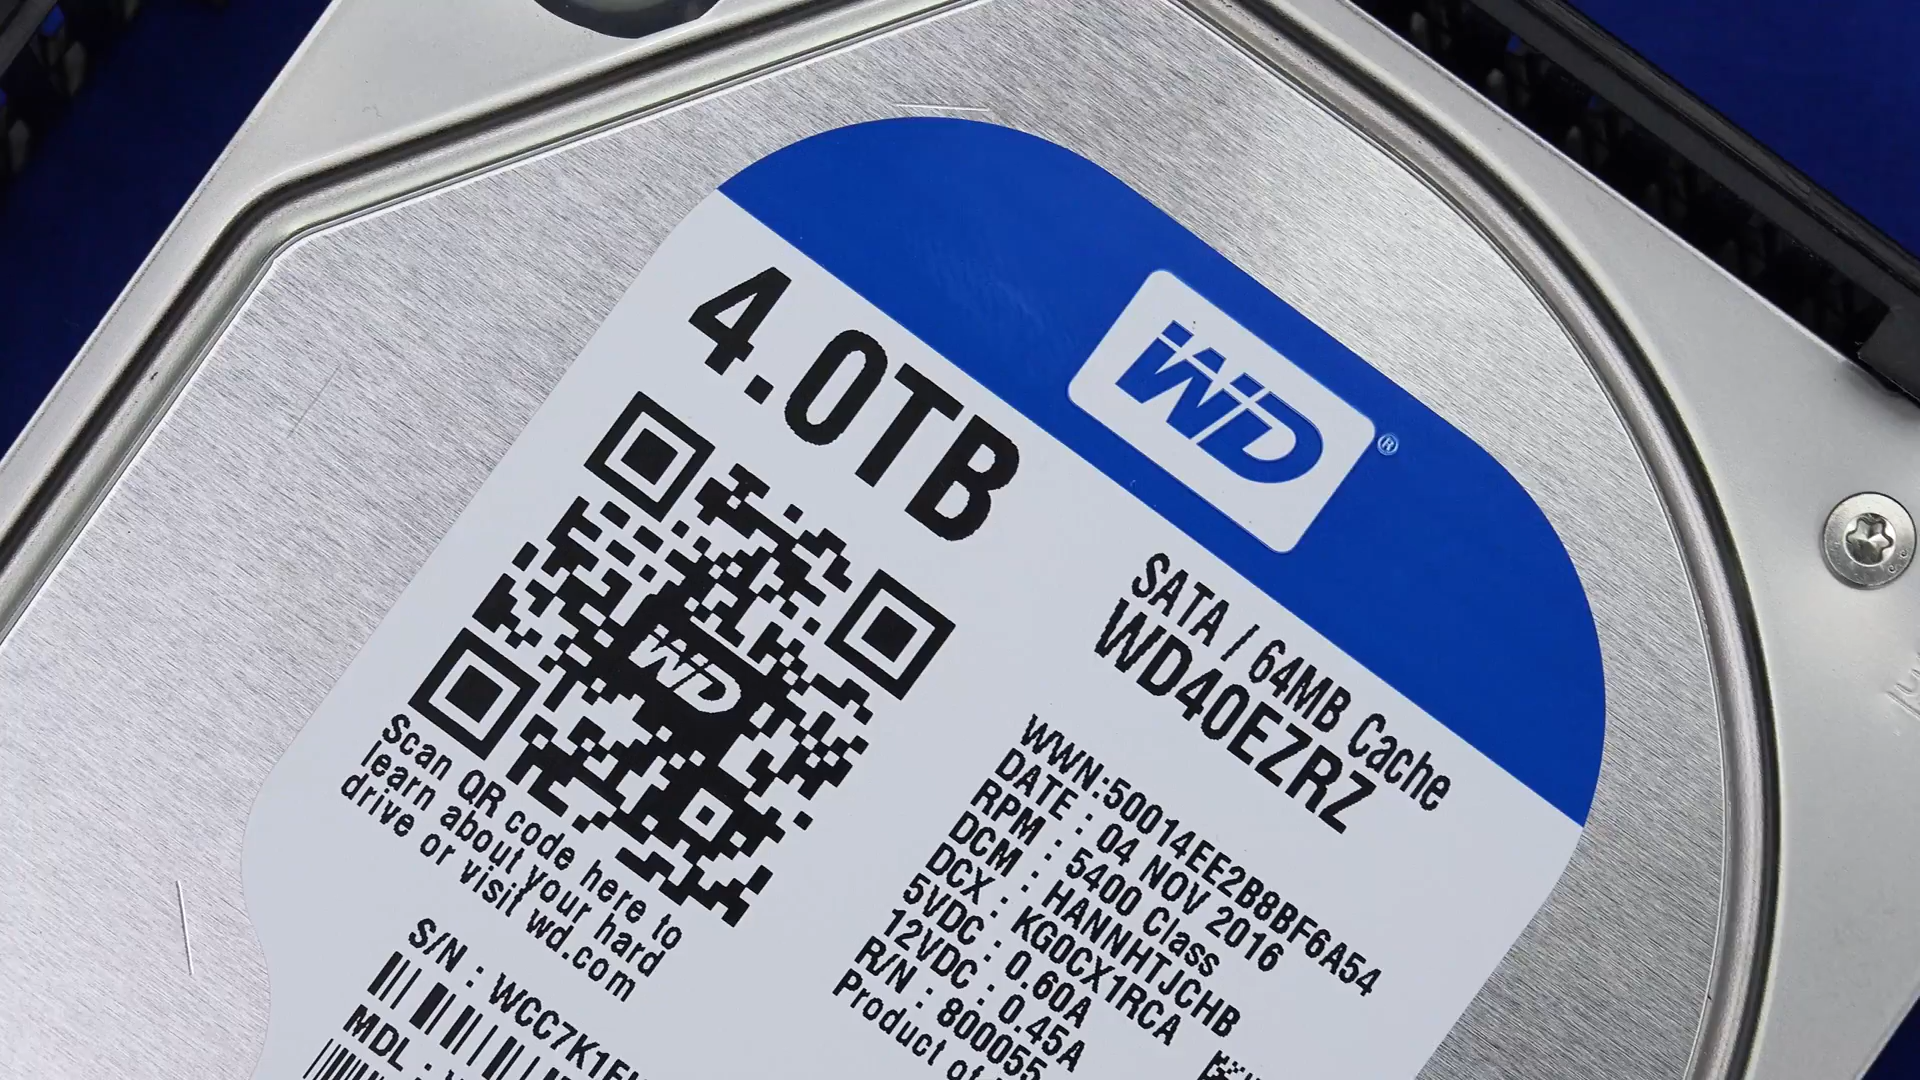 WD®
4.0TB
WD
Scan QR code here to
learn about your hard
drive or visit wd.com
SATA / 64MB Cache
WD40EZRZ
WWN:50014EE2B8BF6A54
DATE : 04 NOV 2016
RPM : 5400 Class
DCM : HANNHTJCHB
DCX : KG0CX1RCA
5VDC : 0.60A
12VDC : 0.45A
R/N : 800055
Product of
S/N : WCC7K1E
MDL :